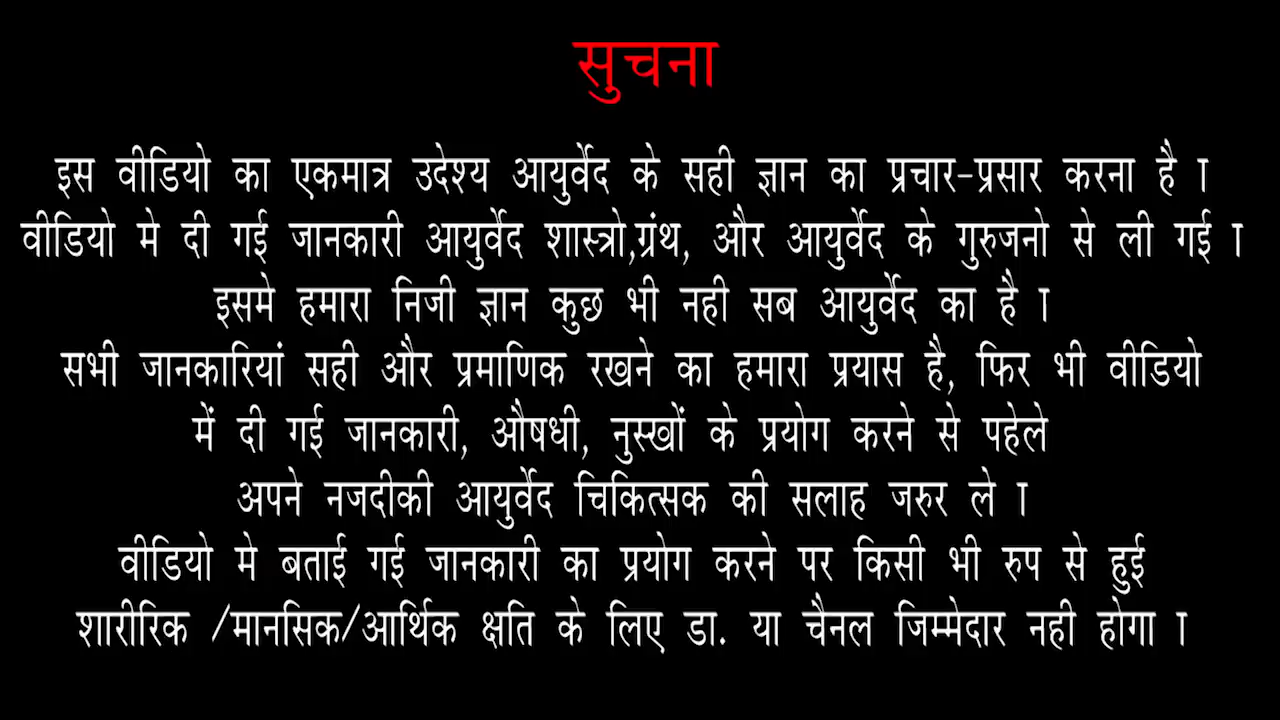 सुचना
इस वीडियो का एकमात्र उदेश्य आयुर्वेद के सही ज्ञान का प्रचार-प्रसार करना है ा
वीडियो मे दी गई जानकारी आयुर्वेद शास्त्रो,ग्रंथ, और आयुर्वेद के गुरुजनो से ली गई ा
इसमे हमारा निजी ज्ञान कुछ भी नही सब आयुर्वेद का है ा
सभी जानकारियां सही और प्रमाणिक रखने का हमारा प्रयास है, फिर भी वीडियो
में दी गई जानकारी, औषधी, नुस्खों के प्रयोग करने से पहेले
अपने नजदीकी आयुर्वेद चिकित्सक की सलाह जरुर ले ा
वीडियो मे बताई गई जानकारी का प्रयोग करने पर किसी भी रुप से हुई
शारीरिक /मानसिक/आर्थिक क्षति के लिए डा. या चैनल जिम्मेदार नही होगा ा